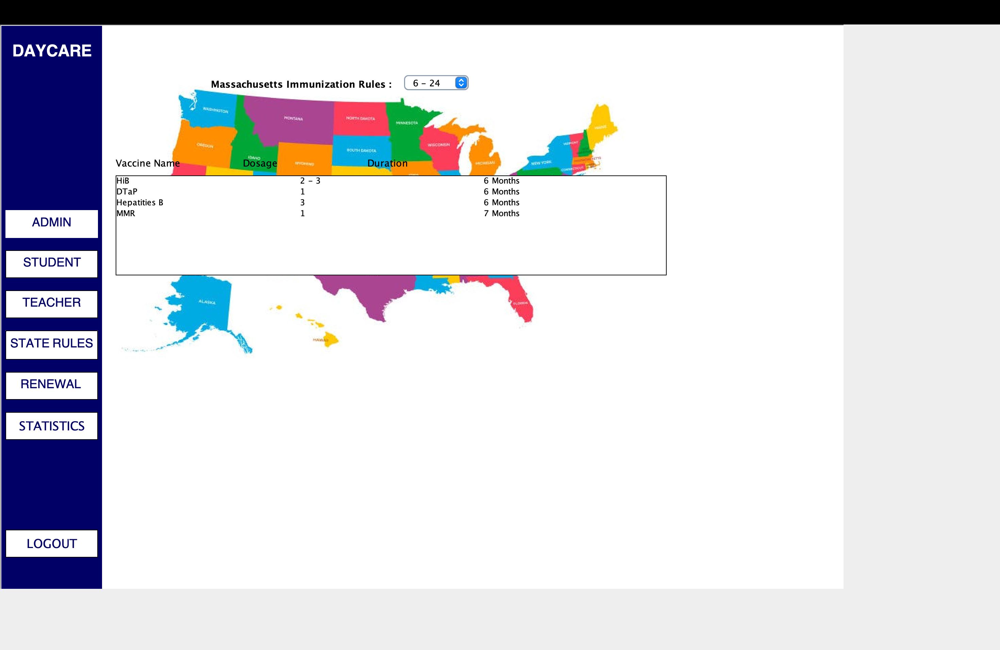 DAYCARE
Massachusetts Immunization Rules :
6 - 24
WASHINGTON
MONTANA
NORTH DAKOTA
MINNESOTA
MAINE
OREGON
IDAHO
WYOMING
SOUTH DAKOTA
WISCONSIN
MICHIGAN
VERMONT
NEW YORK
CONNECTICUT
Vaccine Name Dosage Duration
HiB 2 - 3 6 Months
DTaP 1 6 Months
Hepatities B 3 6 Months
MMR 1 7 Months
ADMIN
STUDENT
TEACHER
STATE RULES
RENEWAL
STATISTICS
LOGOUT
ALASKA
HAWAII
FLORIDA